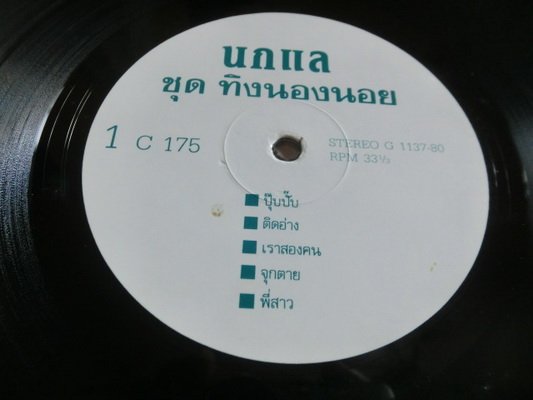 นกแล
ชุด ทิงนองนอย
1 C 175
STEREO G 1137-80
RPM 33⅓
ปุ๊บปั๊บ
ติดอ่าง
เราสองคน
จุกตาย
พี่สาว